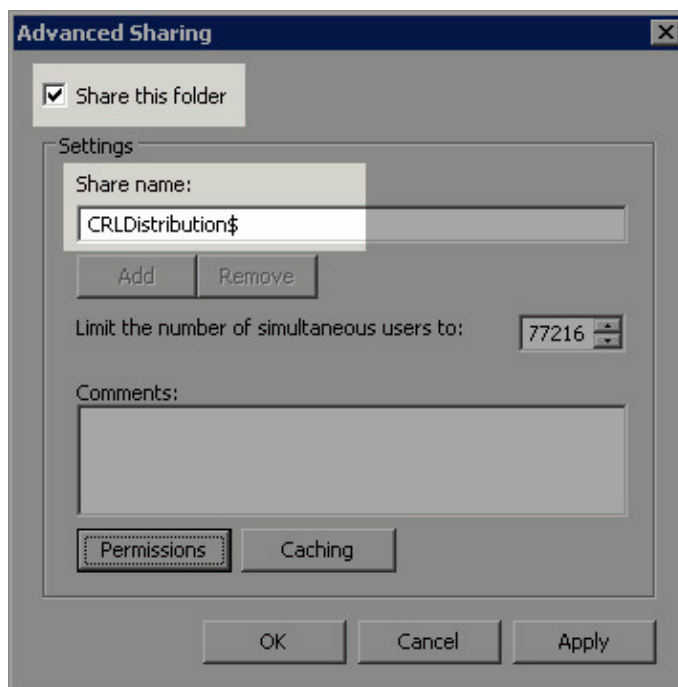 Advanced Sharing
Share this folder
Settings
Share name:
CRLDistribution$
Add Remove
Limit the number of simultaneous users to: 77216
Comments:
Permissions Caching
OK Cancel Apply